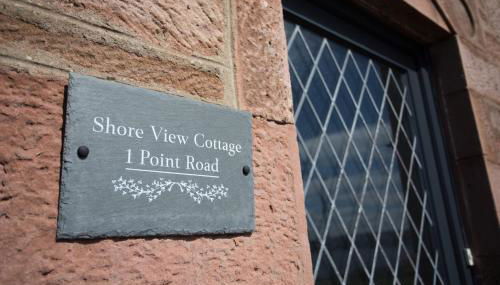 Shore View Cottage
1 Point Road